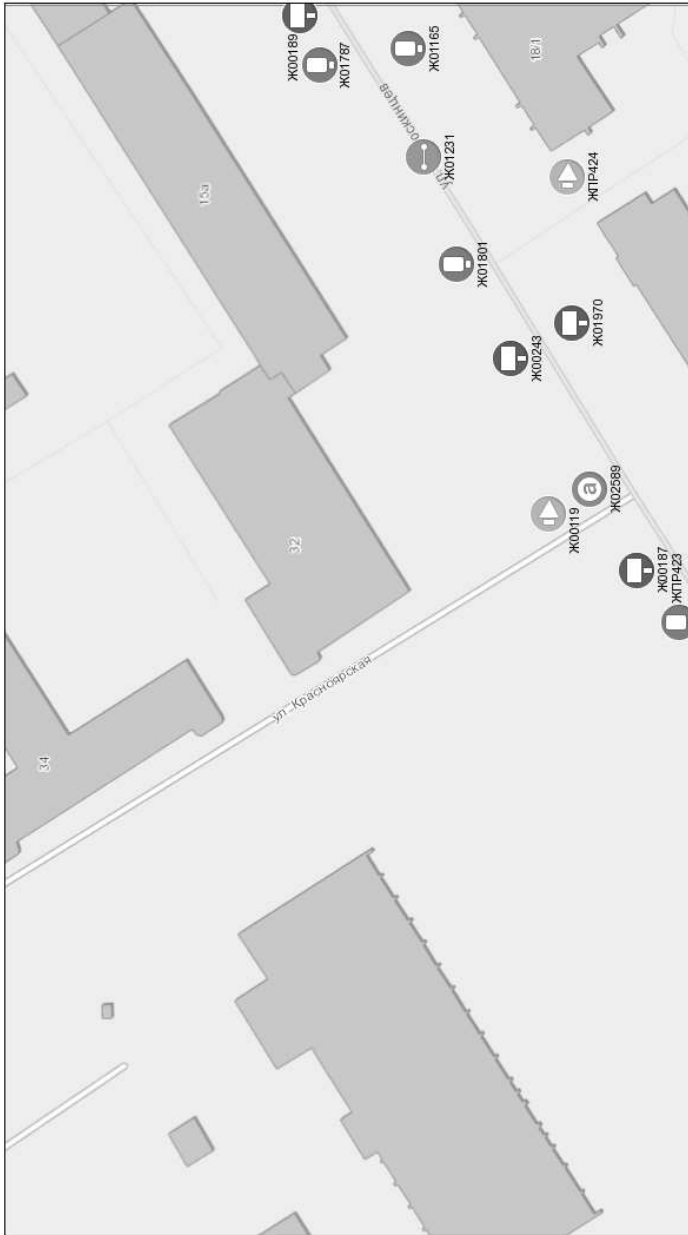 Ж00189
Ж01787
Ж01165
18/1
ул.
оскинцев
Ж01231
ЖПР424
15а
Ж01801
Ж01970
Ж00243
a
Ж02589
Ж00119
32
Ж00187
ЖПР423
ул. Красноярская
34